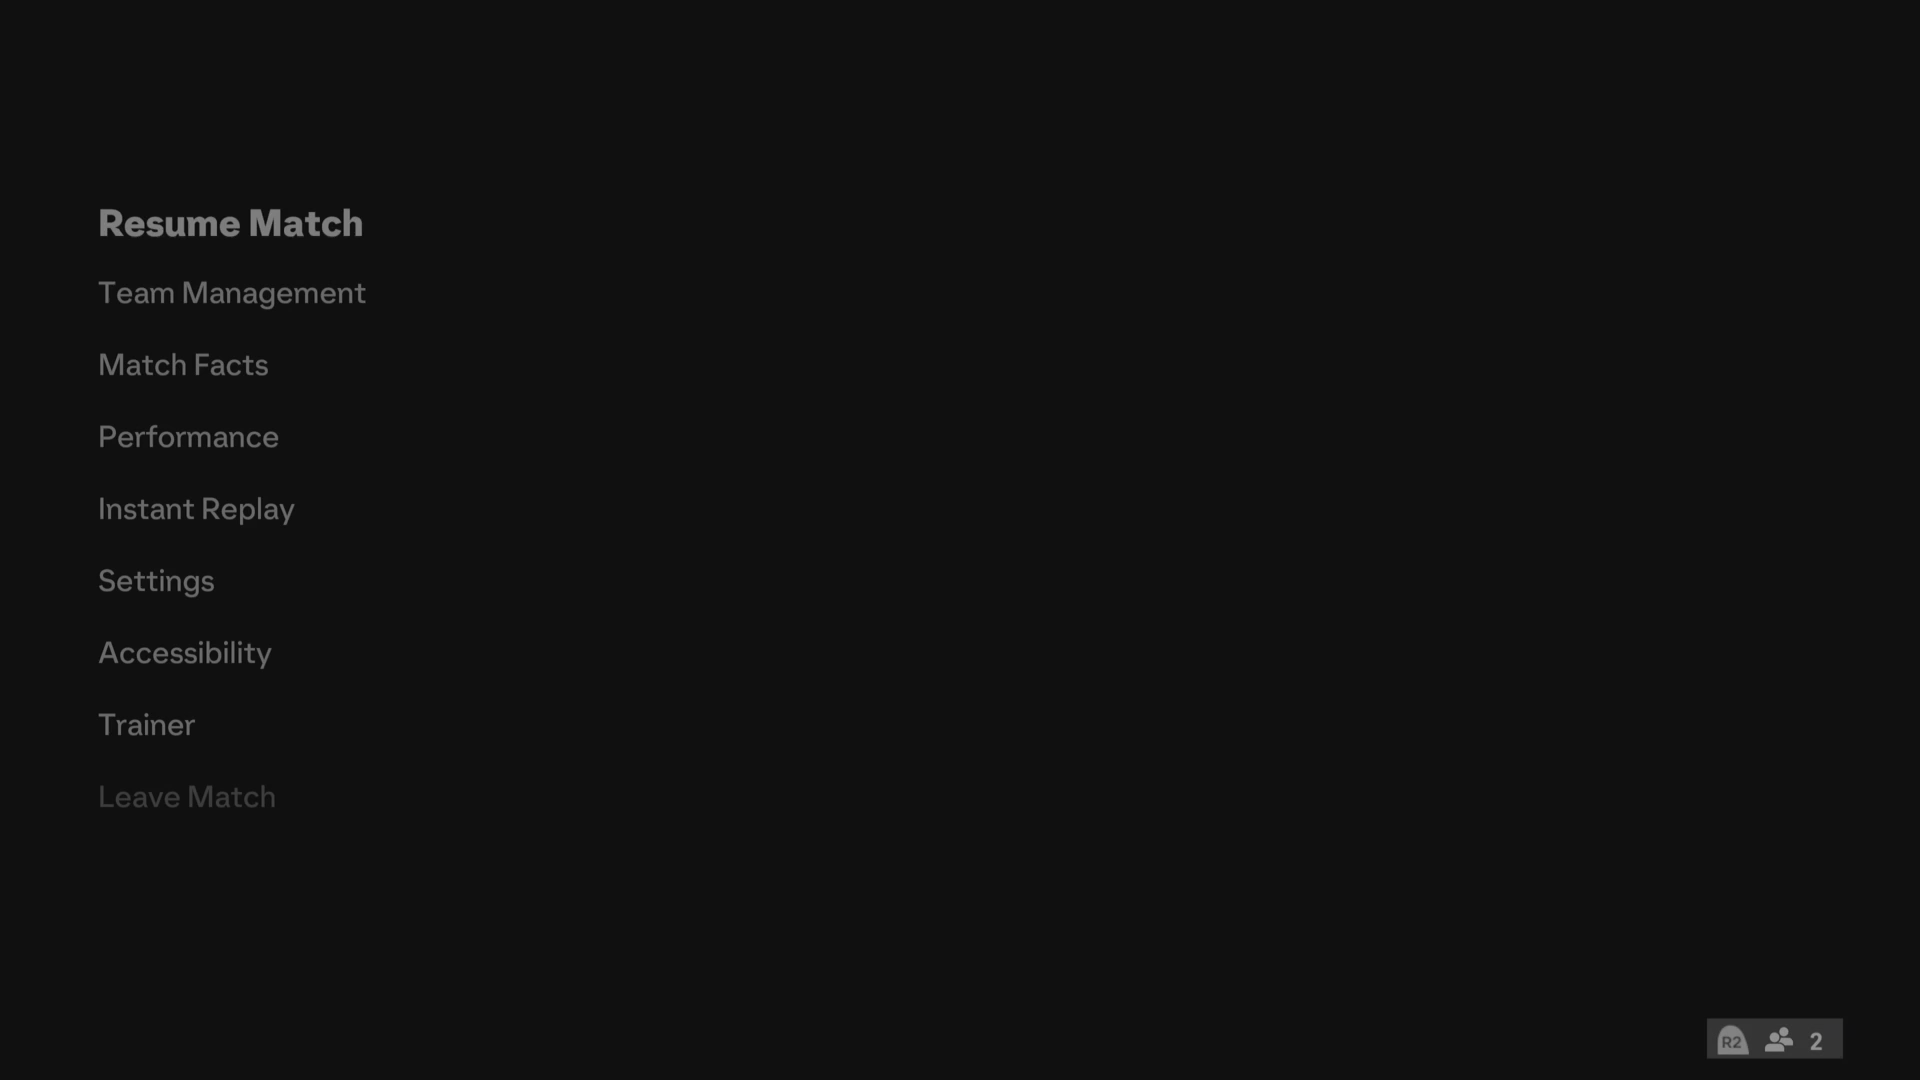 Resume Match
Team Management
Match Facts
Performance
Instant Replay
Settings
Accessibility
Trainer
Leave Match
R2 2